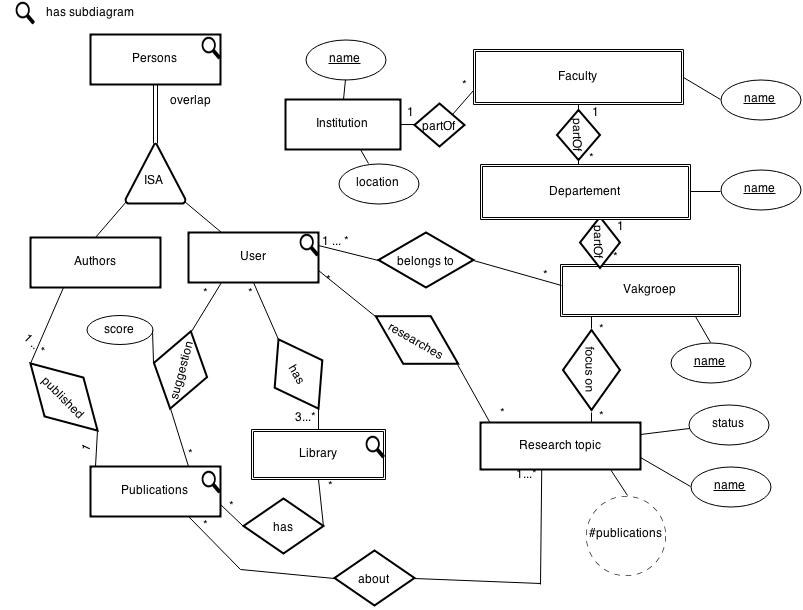 has subdiagram
Persons
overlap
ISA
Authors
User
name
Institution
location
1
partOf
*
Faculty
name
1
partOf
*
Departement
name
1
partOf
*
Vakgroep
name
1 ... *
belongs to
*
*
researches
*
*
focus on
*
Research topic
status
name
#publications
1...*
published
1
score
*
suggestion
*
*
has
3...*
Library
*
has
*
Publications
*
about
1...*